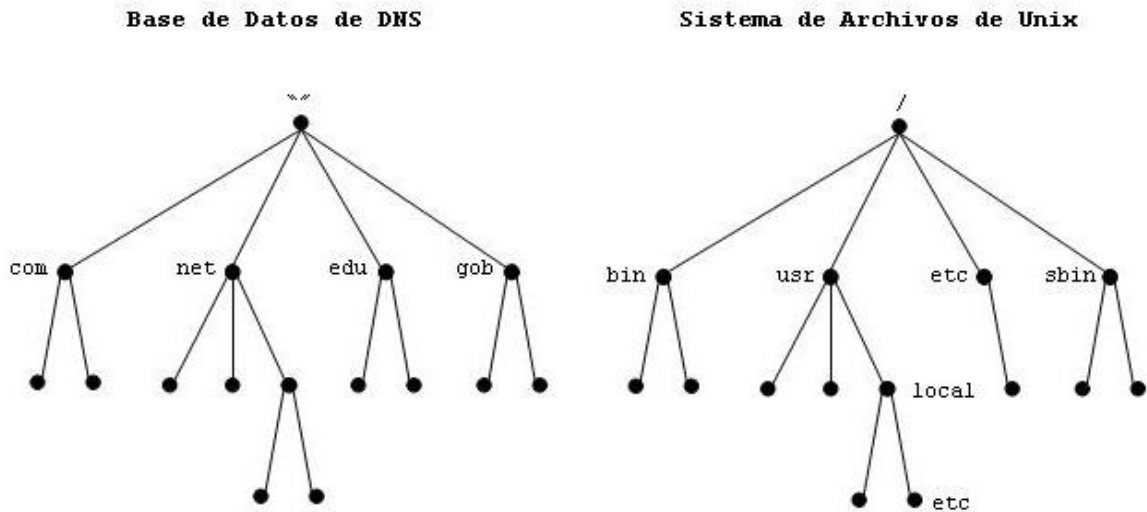 Base de Datos de DNS
Sistema de Archivos de Unix
""
/
com net edu gob
bin usr etc sbin
local
etc